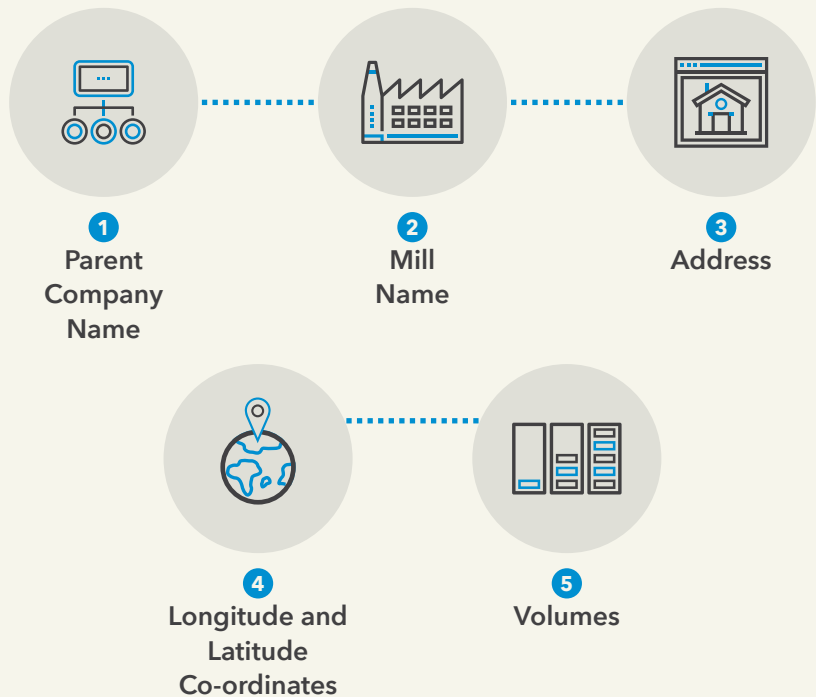 1
Parent
Company
Name
2
Mill
Name
3
Address
4
Longitude and
Latitude
Co-ordinates
5
Volumes